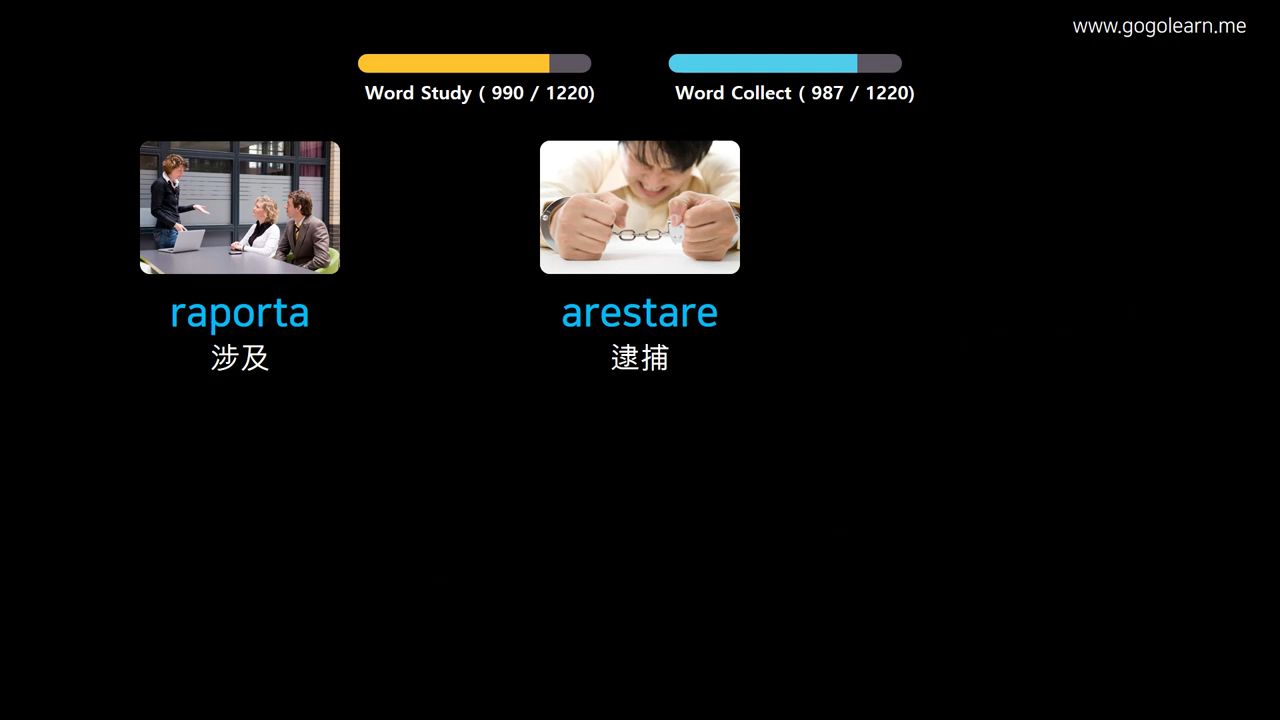 www.gogolearn.me
Word Study ( 990 / 1220)
Word Collect ( 987 / 1220)
raporta
涉及
arestare
逮捕